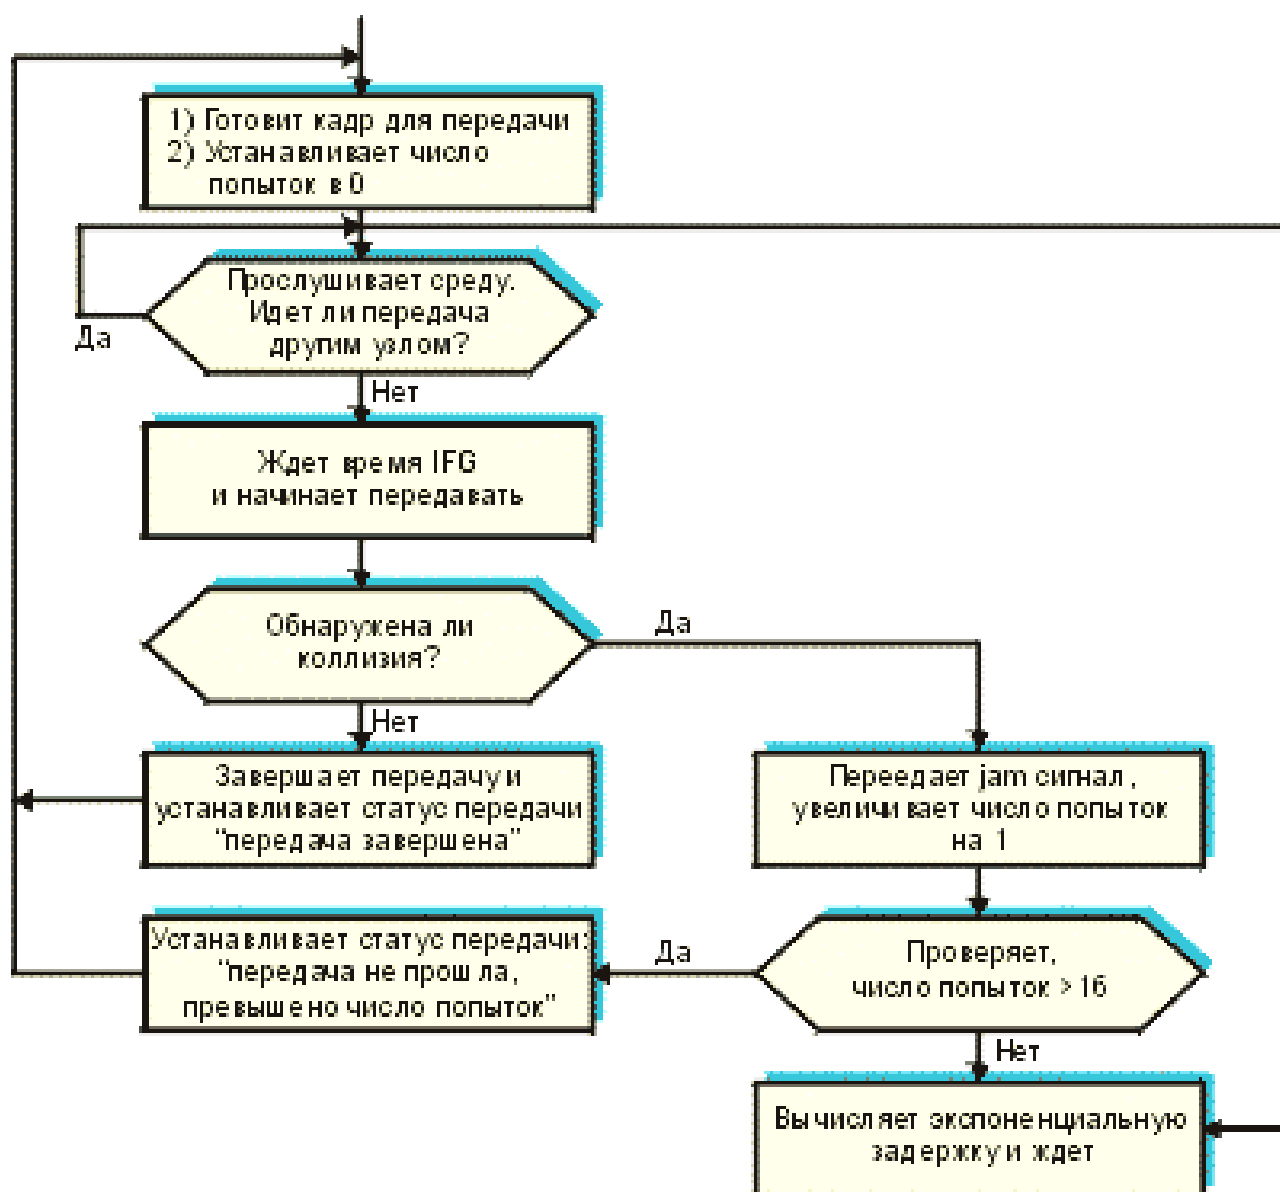 1) Готовит кадр для передачи
2) Устанавливает число
попыток в 0
Прослушивает среду.
Идет ли передача
другим узлом?
Да
Нет
Ждет время IFG
и начинает передавать
Обнаружена ли
коллизия?
Да
Нет
Завершает передачу и
устанавливает статус передачи
"передача завершена"
Переедает jam сигнал,
увеличивает число попыток
на 1
Устанавливает статус передачи:
"передача не прошла,
превышено число попыток"
Да
Проверяет,
число попыток > 16
Нет
Вычисляет экспоненциальную
задержку и ждет